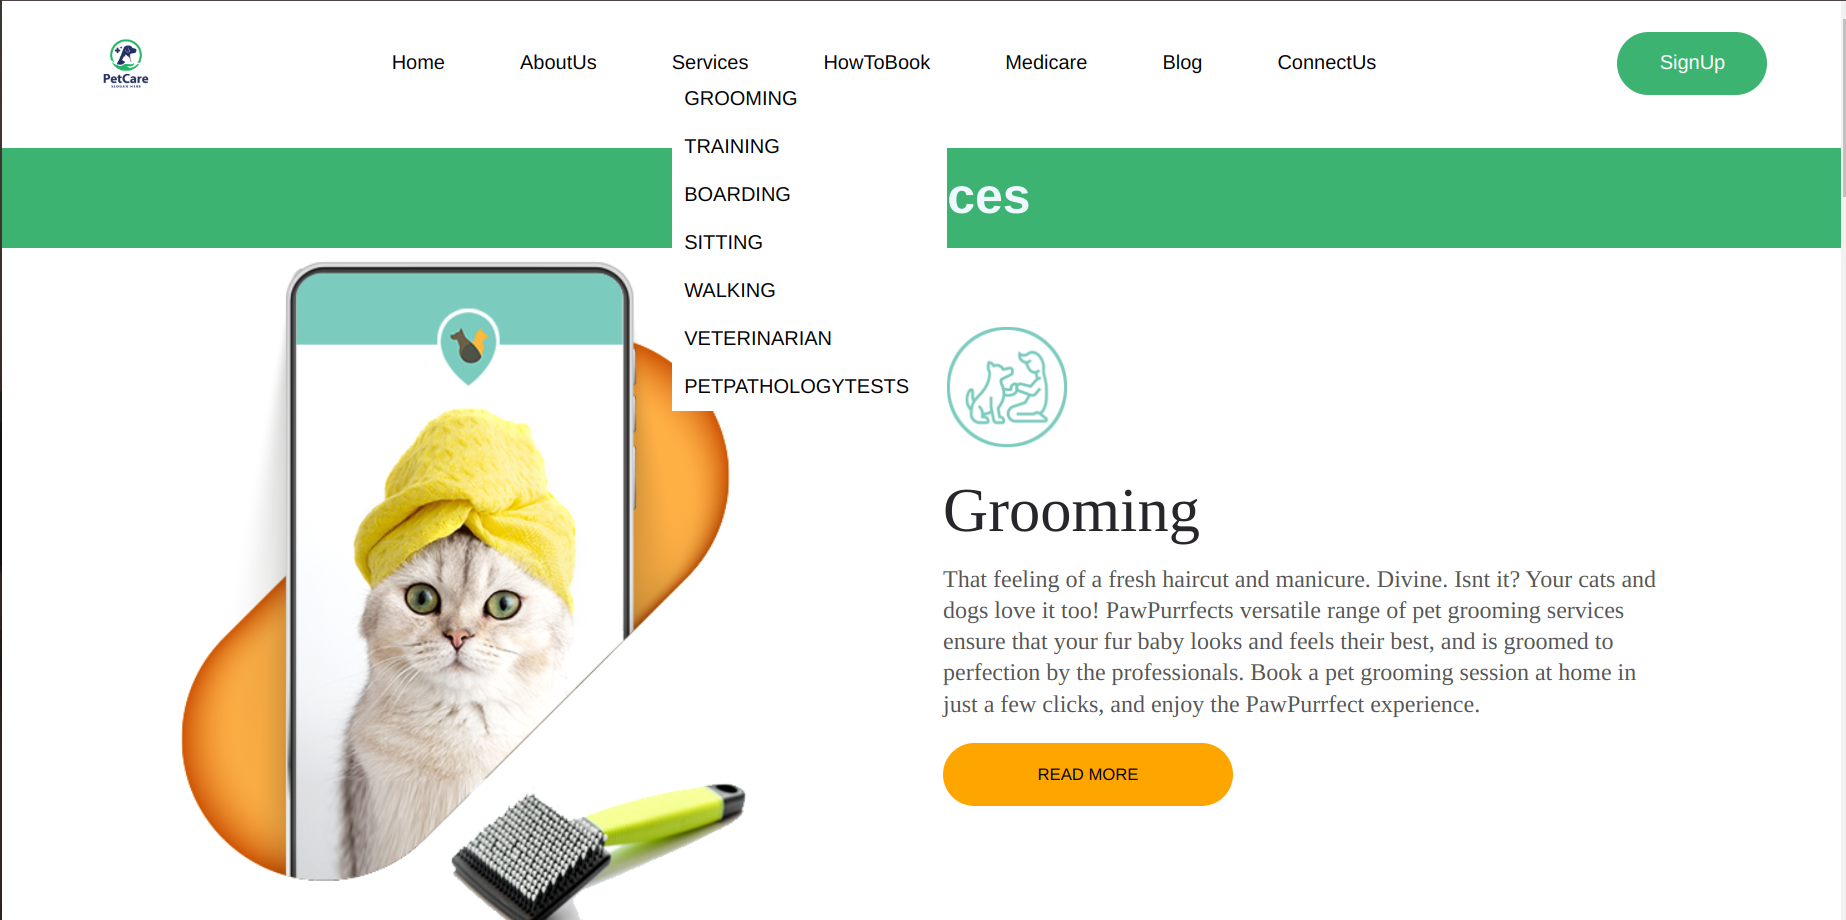 PetCare
SLOGAN HERE
Home
AboutUs
Services
HowToBook
Medicare
Blog
ConnectUs
SignUp
GROOMING
TRAINING
BOARDING
SITTING
WALKING
VETERINARIAN
PETPATHOLOGYTESTS
ces
Grooming
That feeling of a fresh haircut and manicure. Divine. Isnt it? Your cats and
dogs love it too! PawPurrfects versatile range of pet grooming services
ensure that your fur baby looks and feels their best, and is groomed to
perfection by the professionals. Book a pet grooming session at home in
just a few clicks, and enjoy the PawPurrfect experience.
READ MORE